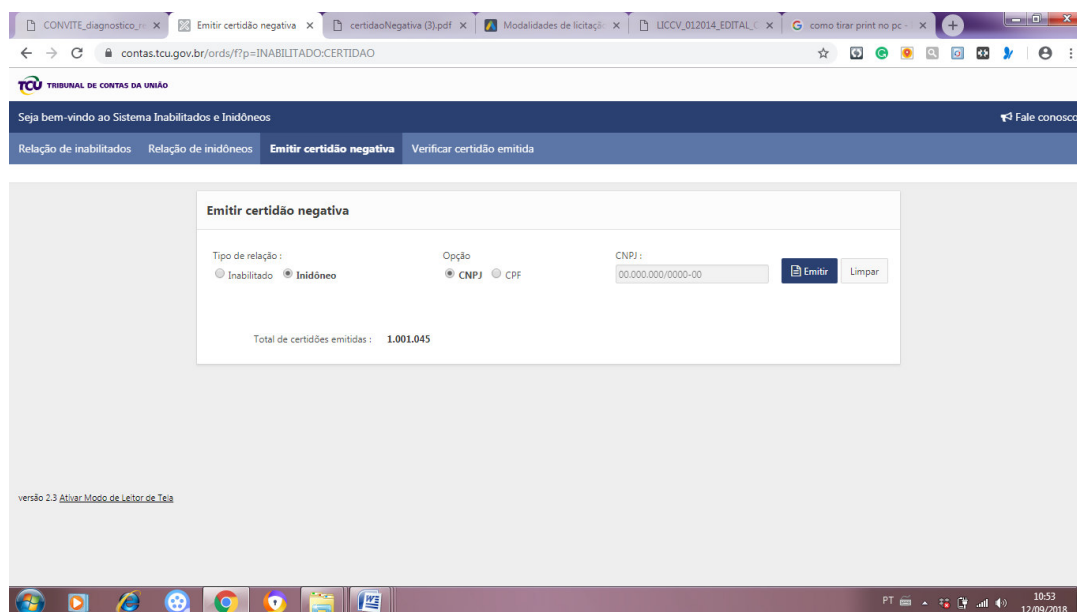 CONVITE_diagnostico_re
Emitir certidão negativa
certidaoNegativa (3).pdf
Modalidades de licitaçã
LICCV_012014_EDITAL_C
como tirar print no pc -
contas.tcu.gov.br/ords/f?p=INABILITADO:CERTIDAO
TCU TRIBUNAL DE CONTAS DA UNIÃO
Seja bem-vindo ao Sistema Inabilitados e Inidôneos
Fale conosco
Relação de inabilitados Relação de inidôneos Emitir certidão negativa Verificar certidão emitida
Emitir certidão negativa
Tipo de relação : Opção CNPJ :
Inabilitado Inidôneo CNPJ CPF 00.000.000/0000-00 Emitir Limpar
Total de certidões emitidas : 1.001.045
versão 2.3 Ativar Modo de Leitor de Tela
PT
10:53
12/09/2018